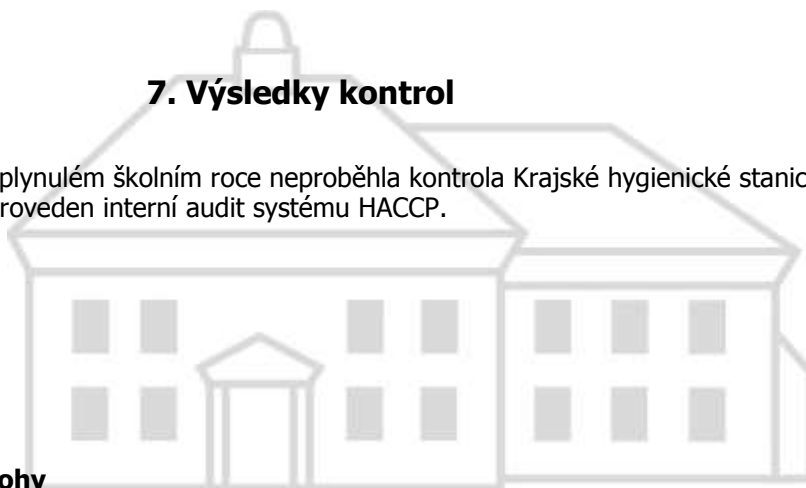 7. Výsledky kontrol
plynulém školním roce neproběhla kontrola Krajské hygienické stanic
roveden interní audit systému HACCP.
ohy